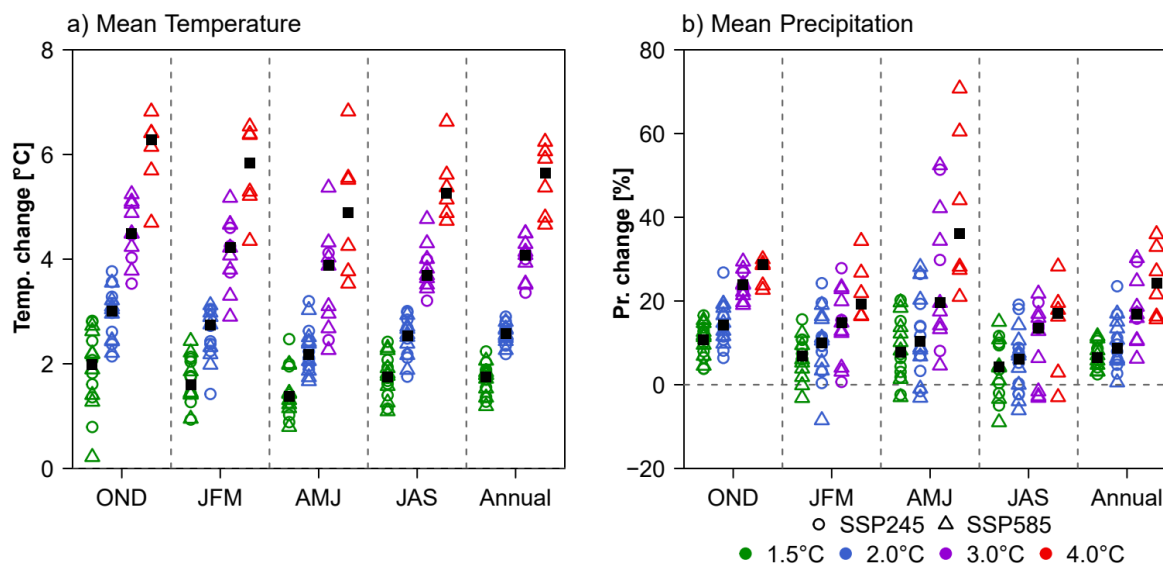 a) Mean Temperature
8
6
4
2
0
Temp. change [°C]
OND JFM AMJ JAS Annual
b) Mean Precipitation
80
60
40
20
0
−20
Pr. change [%]
OND JFM AMJ JAS Annual
SSP245 SSP585
1.5°C 2.0°C 3.0°C 4.0°C